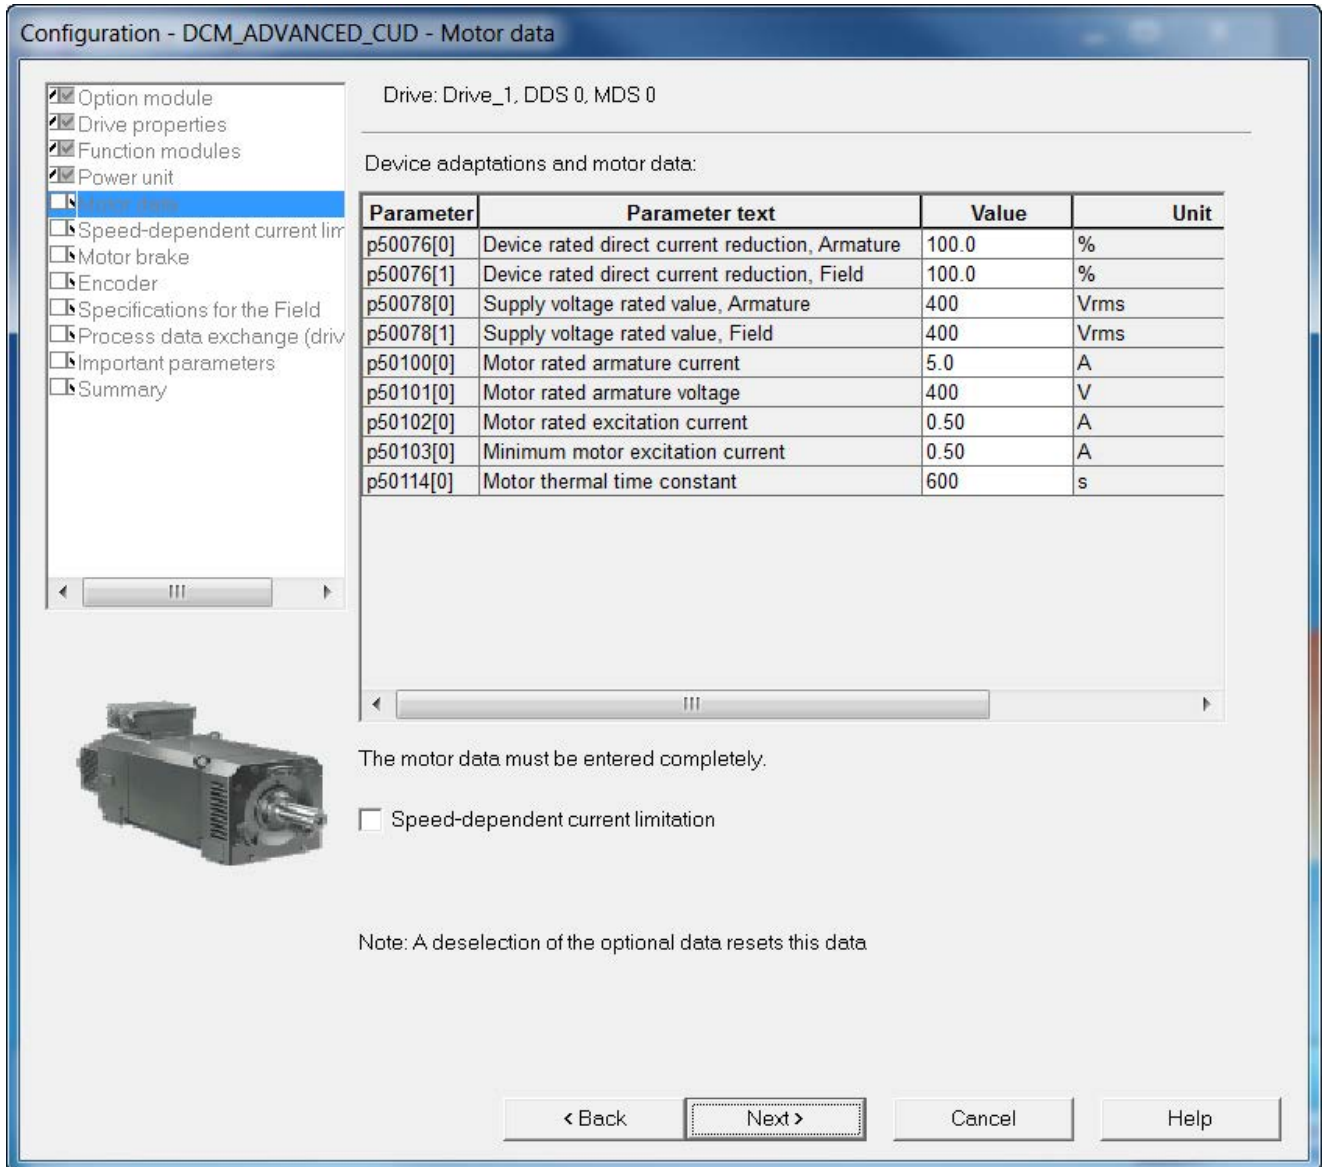 Configuration - DCM_ADVANCED_CUD - Motor data
Option module
Drive properties
Function modules
Power unit
Motor data
Speed-dependent current lim
Motor brake
Encoder
Specifications for the Field
Process data exchange (driv
Important parameters
Summary
Drive: Drive_1, DDS 0, MDS 0
Device adaptations and motor data:
Parameter Parameter text Value Unit
p50076[0] Device rated direct current reduction, Armature 100.0 %
p50076[1] Device rated direct current reduction, Field 100.0 %
p50078[0] Supply voltage rated value, Armature 400 Vrms
p50078[1] Supply voltage rated value, Field 400 Vrms
p50100[0] Motor rated armature current 5.0 A
p50101[0] Motor rated armature voltage 400 V
p50102[0] Motor rated excitation current 0.50 A
p50103[0] Minimum motor excitation current 0.50 A
p50114[0] Motor thermal time constant 600 s
The motor data must be entered completely.
Speed-dependent current limitation
Note: A deselection of the optional data resets this data
< Back Next > Cancel Help